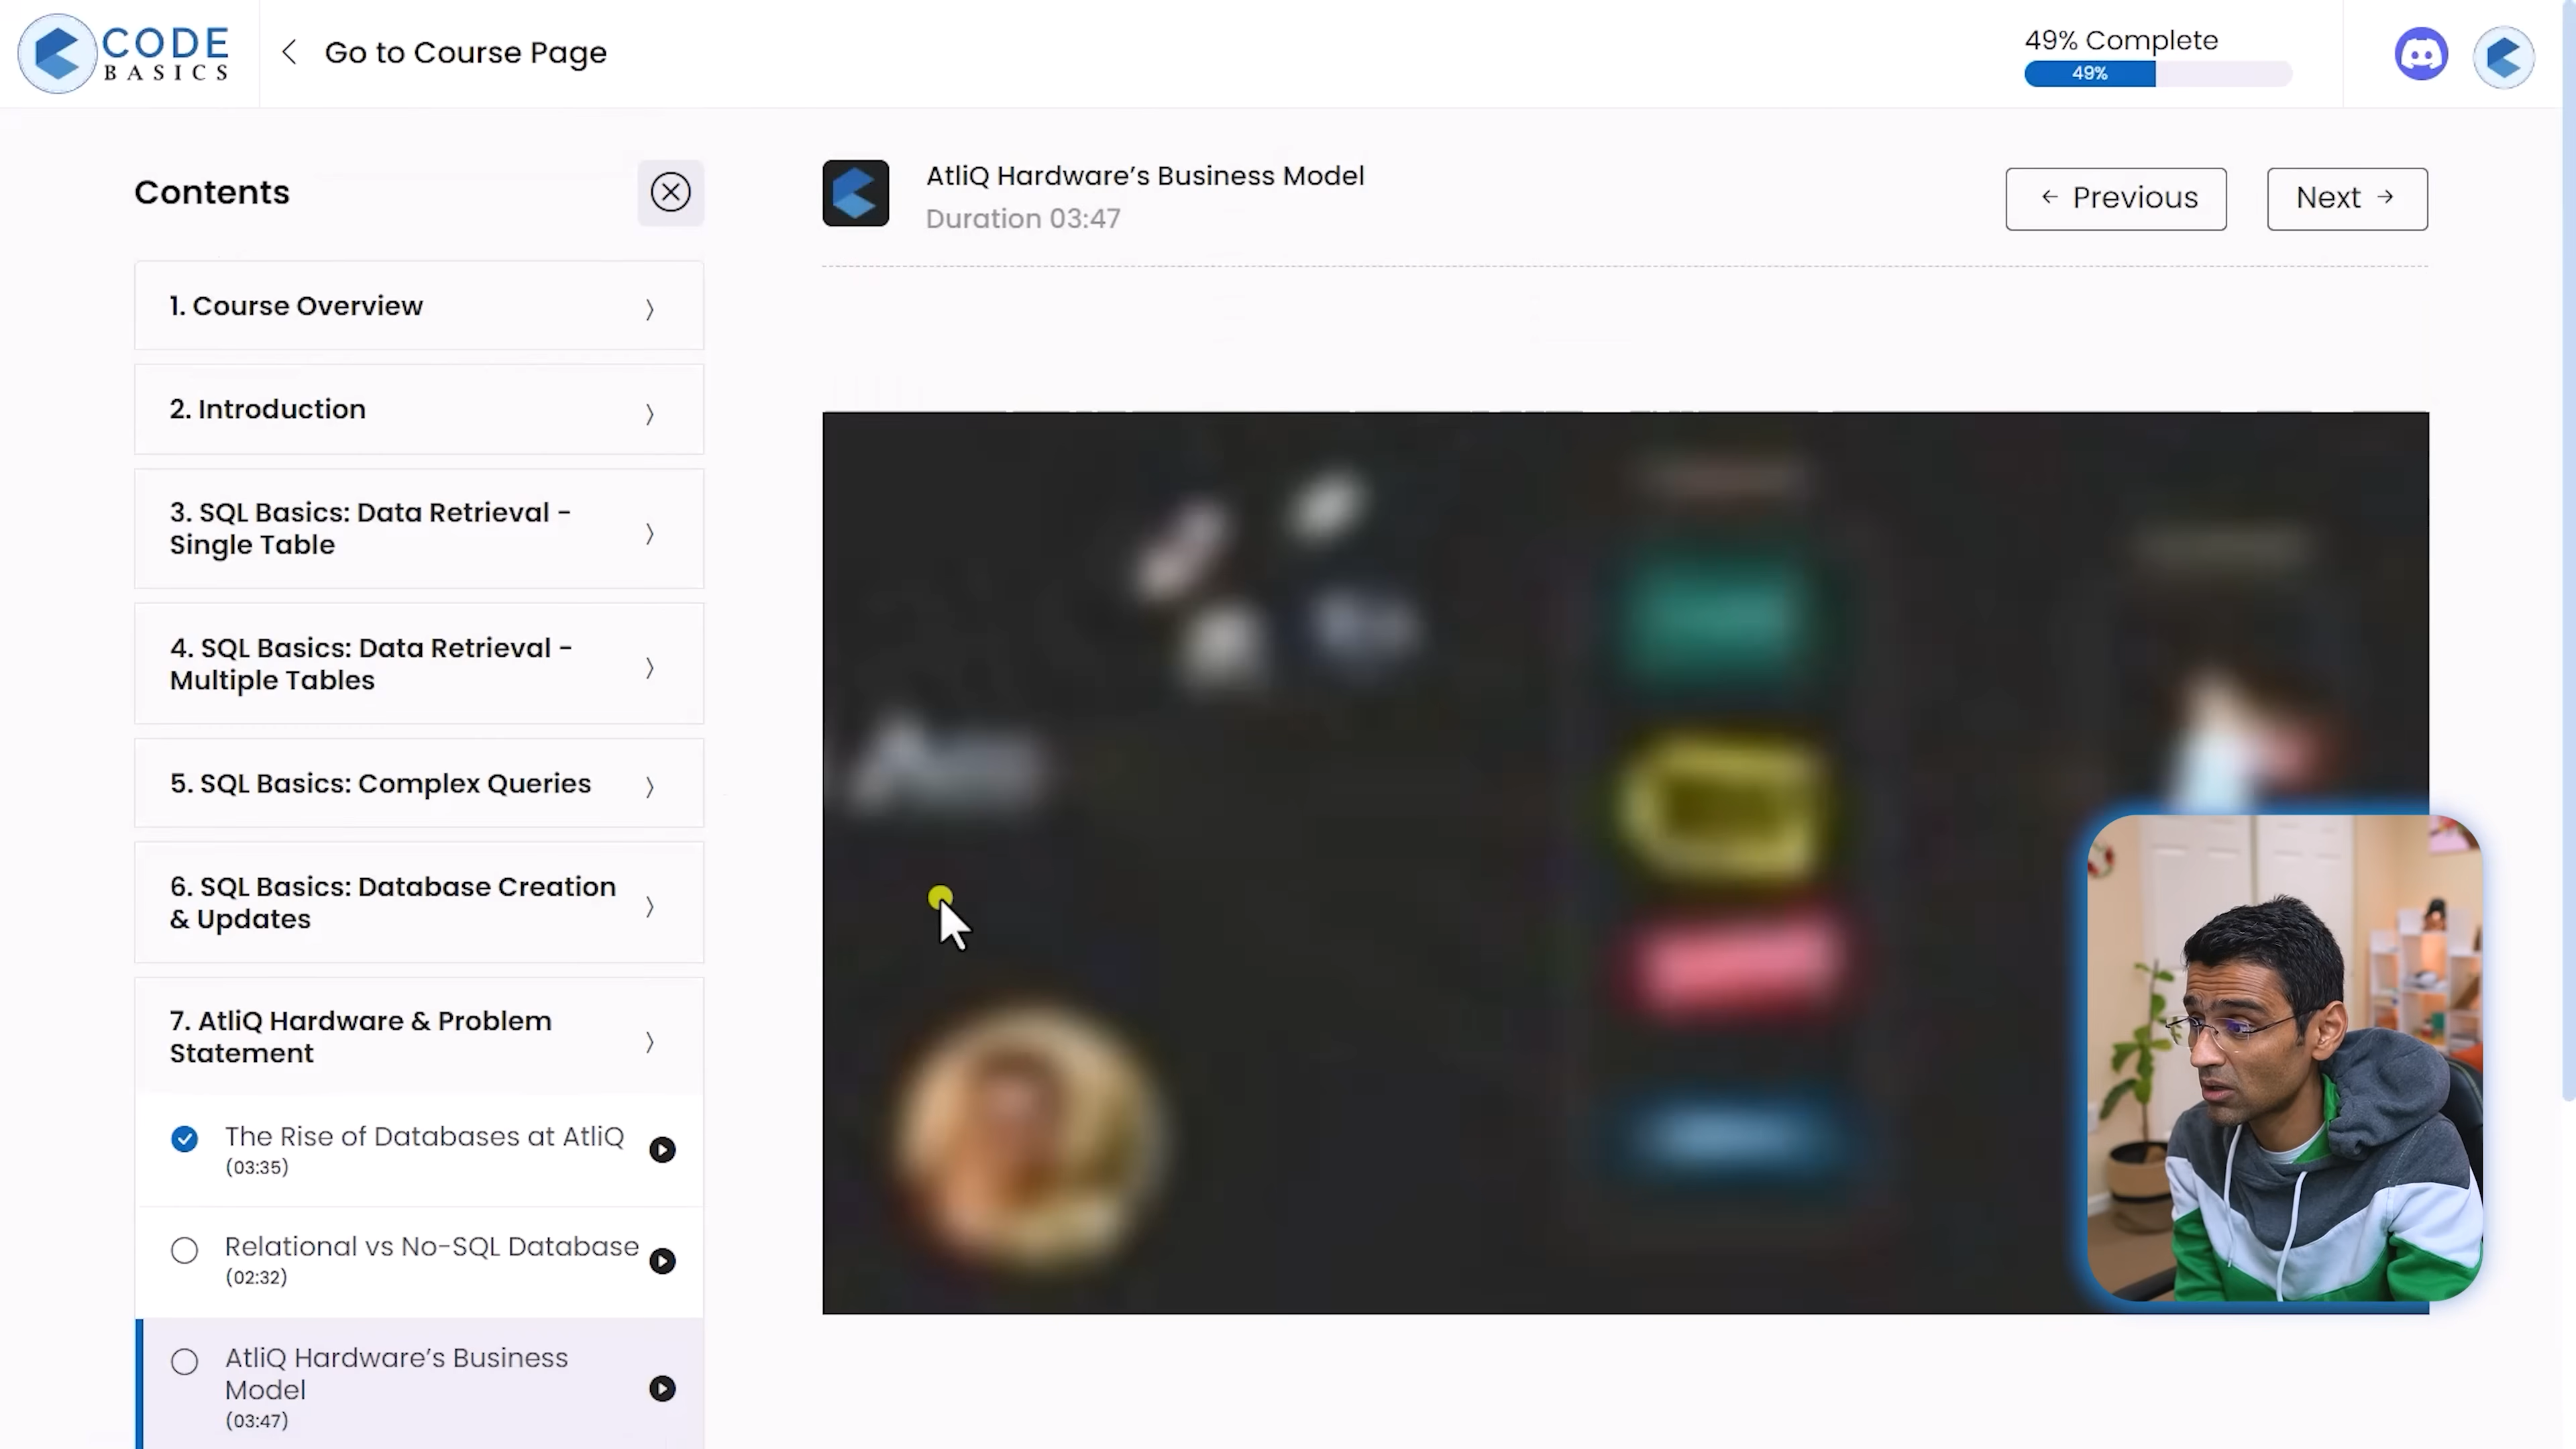 CODE
BASICS
Go to Course Page
49% Complete
49%
Contents
1. Course Overview
2. Introduction
3. SQL Basics: Data Retrieval -
Single Table
4. SQL Basics: Data Retrieval -
Multiple Tables
5. SQL Basics: Complex Queries
6. SQL Basics: Database Creation
& Updates
7. AtliQ Hardware & Problem
Statement
The Rise of Databases at AtliQ
(03:35)
Relational vs No-SQL Database
(02:32)
AtliQ Hardware’s Business
Model
(03:47)
AtliQ Hardware’s Business Model
Duration 03:47
← Previous
Next →